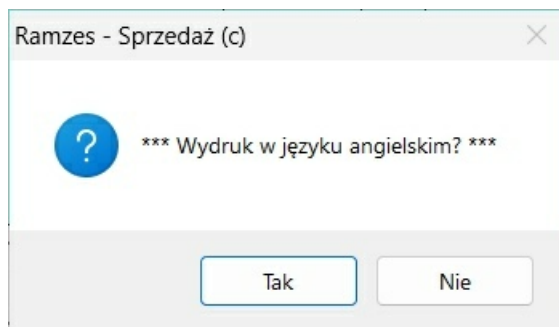 Ramzes - Sprzedaż (c)
*** Wydruk w języku angielskim? ***
Tak Nie